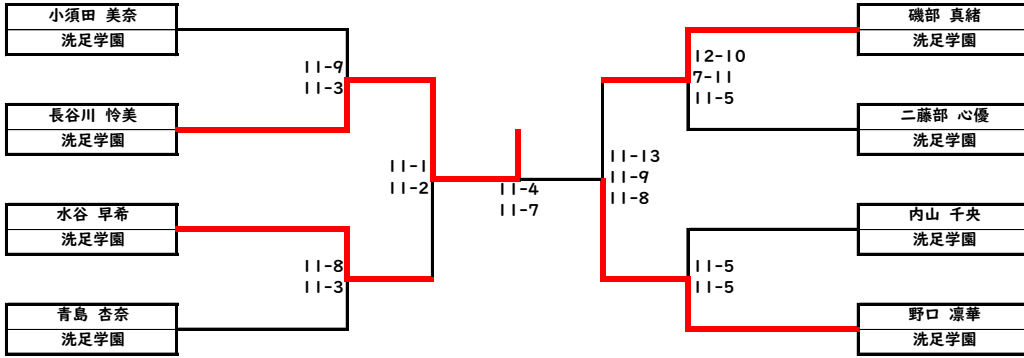 小須田 美奈
洗足学園
長谷川 怜美
洗足学園
水谷 早希
洗足学園
青島 杏奈
洗足学園
11-9
11-3
11-8
11-3
11-1
11-2
11-4
11-7
11-13
11-9
11-8
12-10
7-11
11-5
11-5
11-5
磯部 真緒
洗足学園
二藤部 心優
洗足学園
内山 千央
洗足学園
野口 凛華
洗足学園